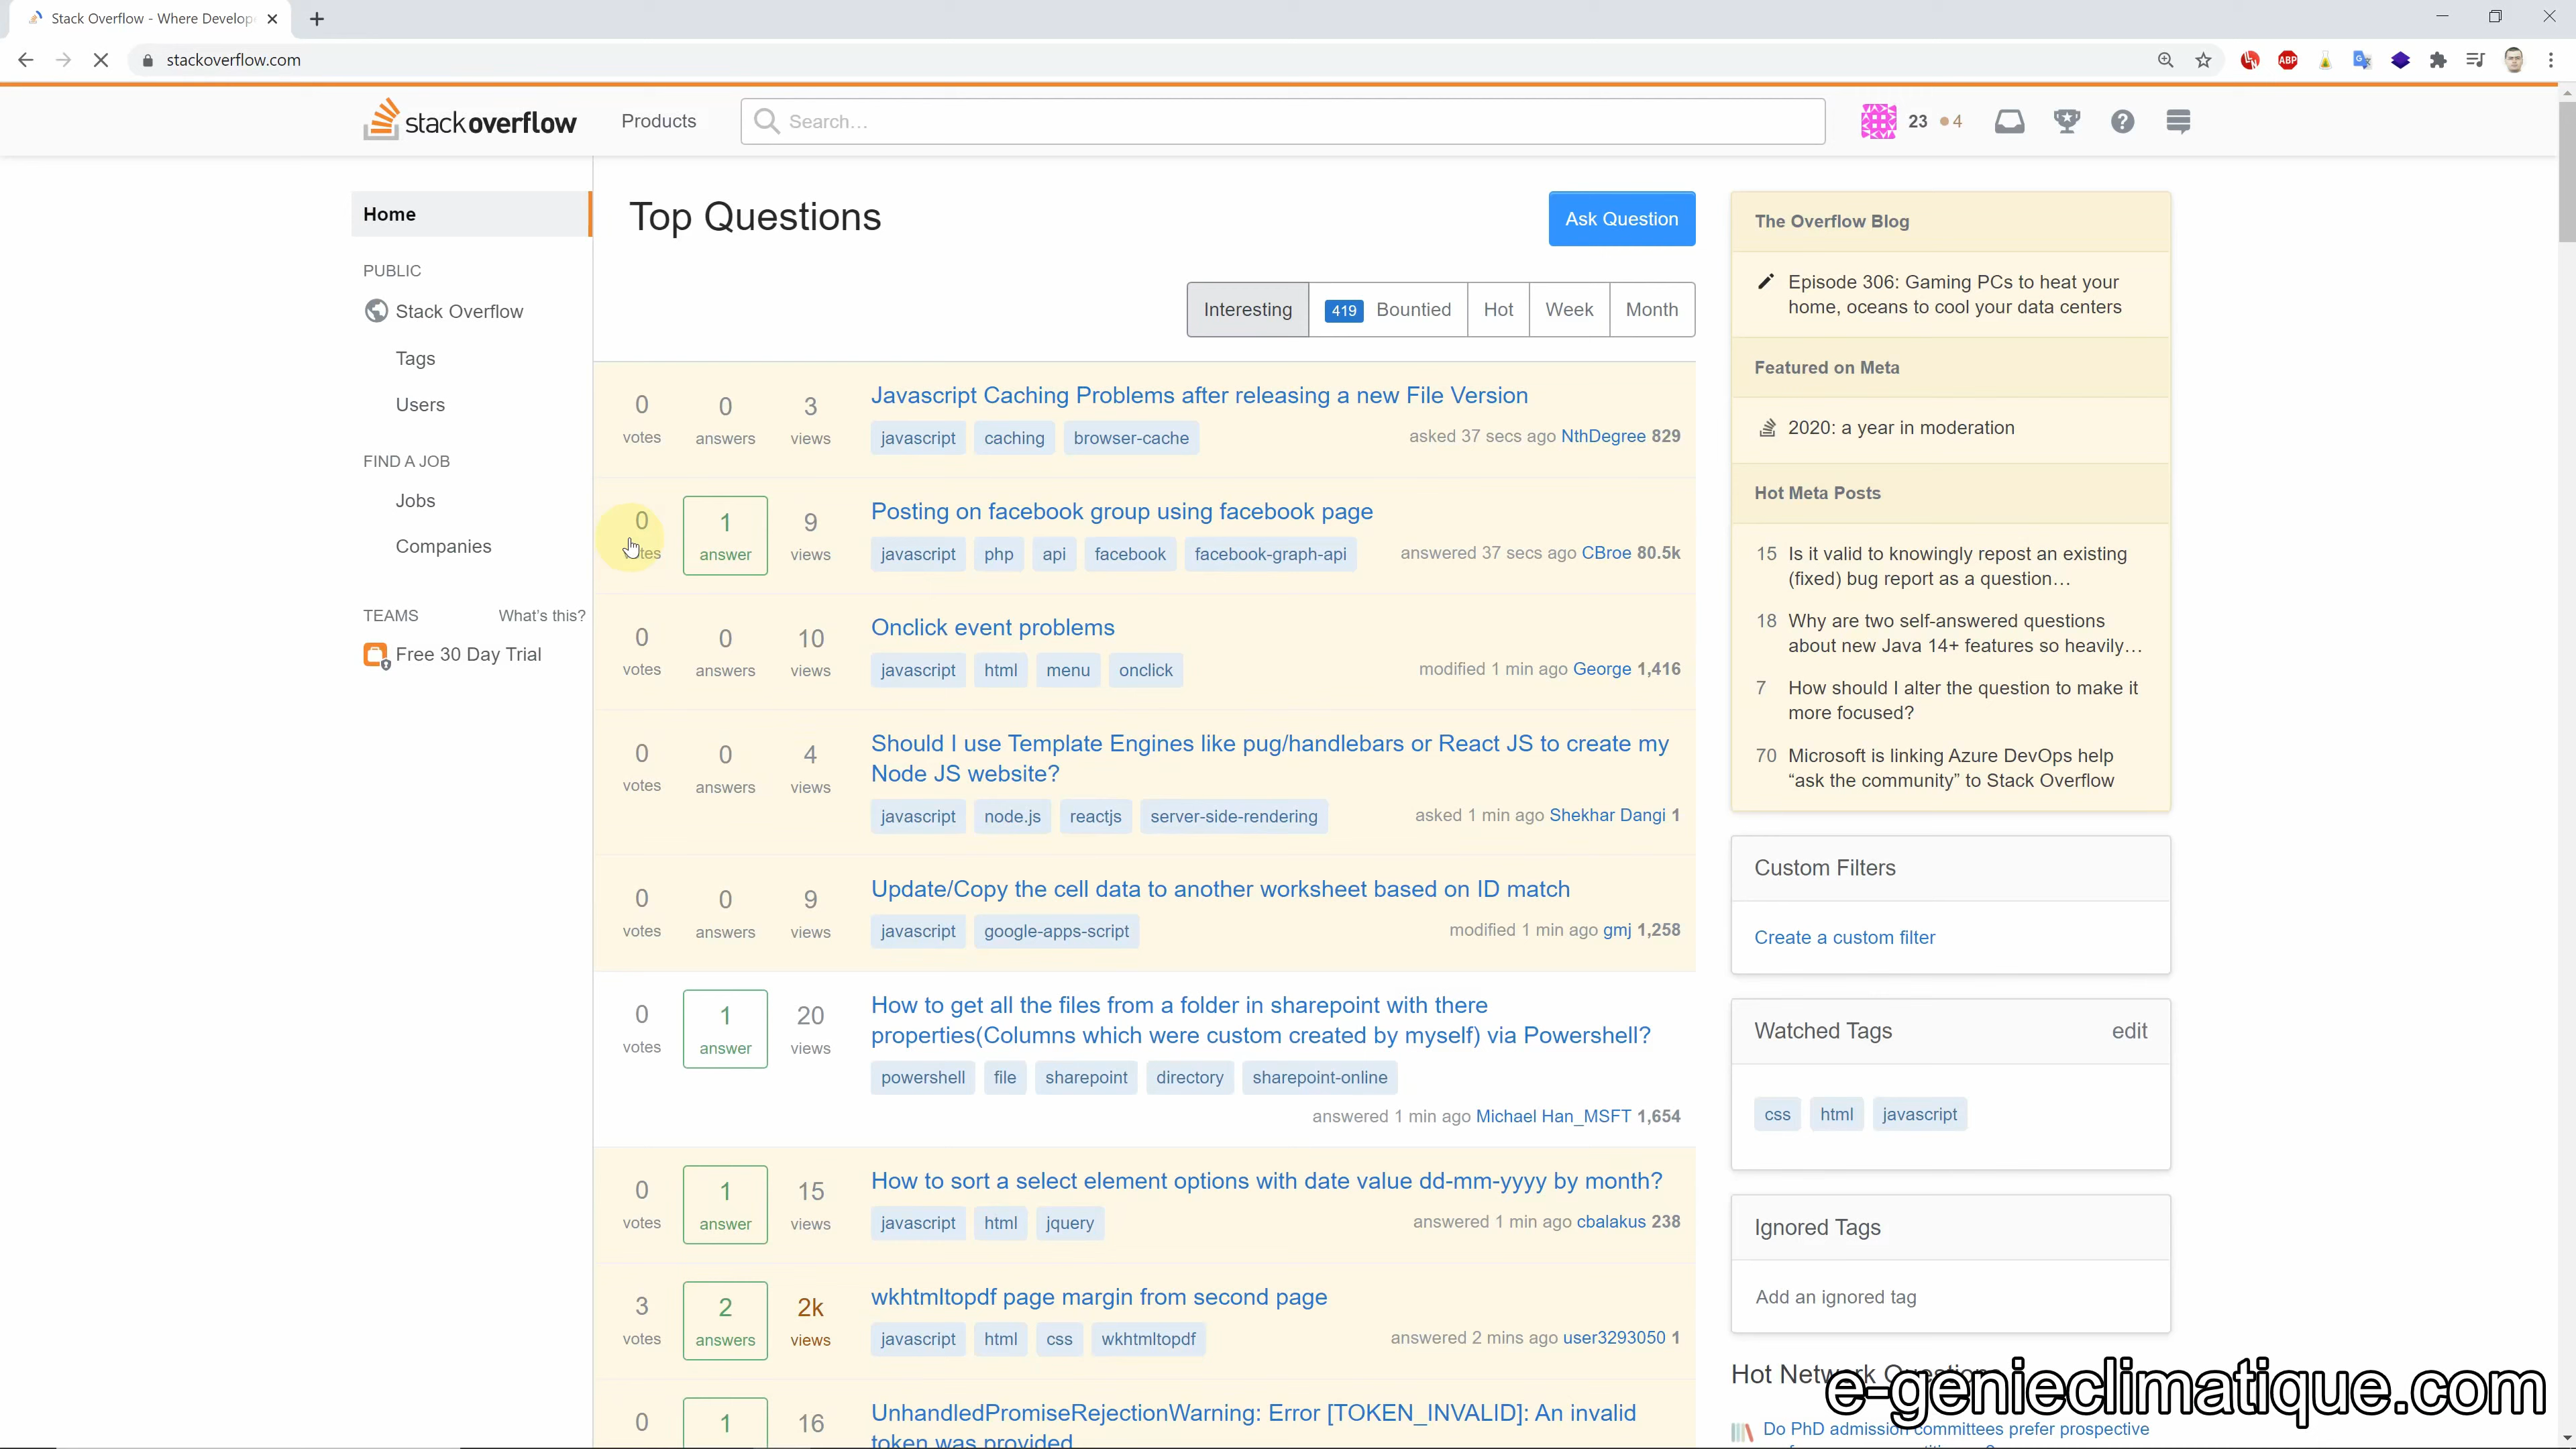 Stack Overflow - Where Develop
stackoverflow.com
ABP
stack overflow
Products
Search…
23 4
Home
PUBLIC
Stack Overflow
Tags
Users
FIND A JOB
Jobs
Companies
TEAMS What's this?
Free 30 Day Trial
Top Questions
Ask Question
Interesting 419 Bountied Hot Week Month
0 votes 0 answers 3 views
Javascript Caching Problems after releasing a new File Version
javascript caching browser-cache
asked 37 secs ago NthDegree 829
0 votes 1 answer 9 views
Posting on facebook group using facebook page
javascript php api facebook facebook-graph-api
answered 37 secs ago CBroe 80.5k
0 votes 0 answers 10 views
Onclick event problems
javascript html menu onclick
modified 1 min ago George 1,416
0 votes 0 answers 4 views
Should I use Template Engines like pug/handlebars or React JS to create my
Node JS website?
javascript node.js reactjs server-side-rendering
asked 1 min ago Shekhar Dangi 1
0 votes 0 answers 9 views
Update/Copy the cell data to another worksheet based on ID match
javascript google-apps-script
modified 1 min ago gmj 1,258
0 votes 1 answer 20 views
How to get all the files from a folder in sharepoint with there
properties(Columns which were custom created by myself) via Powershell?
powershell file sharepoint directory sharepoint-online
answered 1 min ago Michael Han_MSFT 1,654
0 votes 1 answer 15 views
How to sort a select element options with date value dd-mm-yyyy by month?
javascript html jquery
answered 1 min ago cbalakus 238
3 votes 2 answers 2k views
wkhtmltopdf page margin from second page
javascript html css wkhtmltopdf
answered 2 mins ago user3293050 1
0 1 16
UnhandledPromiseRejectionWarning: Error [TOKEN_INVALID]: An invalid
token was provided
The Overflow Blog
Episode 306: Gaming PCs to heat your
home, oceans to cool your data centers
Featured on Meta
2020: a year in moderation
Hot Meta Posts
15 Is it valid to knowingly repost an existing
(fixed) bug report as a question…
18 Why are two self-answered questions
about new Java 14+ features so heavily…
7 How should I alter the question to make it
more focused?
70 Microsoft is linking Azure DevOps help
“ask the community” to Stack Overflow
Custom Filters
Create a custom filter
Watched Tags edit
css html javascript
Ignored Tags
Add an ignored tag
Hot Network Questions
e-genieclimatique.com
Do PhD admission committees prefer prospective